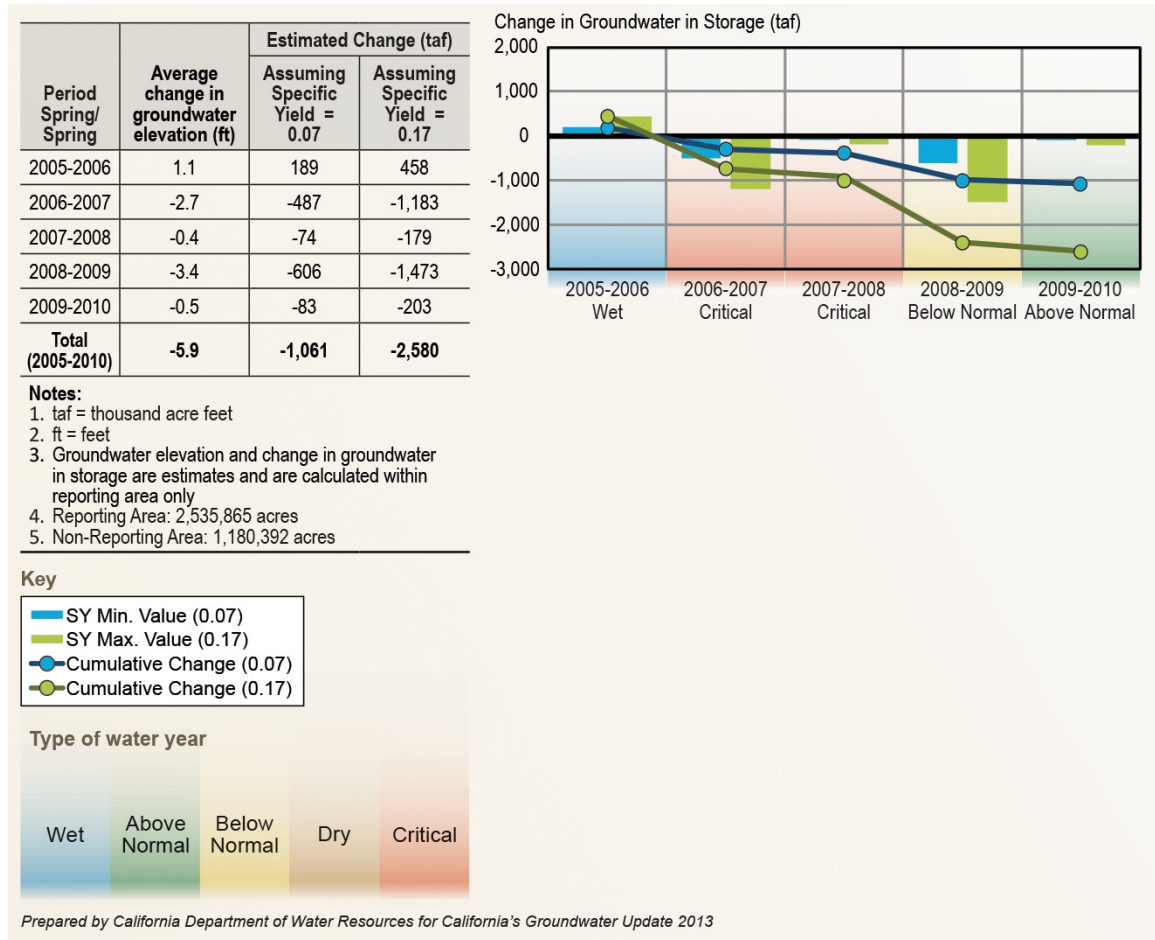 Period Spring/ Spring
Average change in groundwater elevation (ft)
Estimated Change (taf)
Assuming Specific Yield = 0.07
Assuming Specific Yield = 0.17
2005-2006 1.1 189 458
2006-2007 -2.7 -487 -1,183
2007-2008 -0.4 -74 -179
2008-2009 -3.4 -606 -1,473
2009-2010 -0.5 -83 -203
Total (2005-2010) -5.9 -1,061 -2,580
Notes:
1. taf = thousand acre feet
2. ft = feet
3. Groundwater elevation and change in groundwater
in storage are estimates and are calculated within
reporting area only
4. Reporting Area: 2,535,865 acres
5. Non-Reporting Area: 1,180,392 acres
Change in Groundwater in Storage (taf)
2,000
1,000
0
-1,000
-2,000
-3,000
2005-2006 2006-2007 2007-2008 2008-2009 2009-2010
Wet Critical Critical Below Normal Above Normal
Key
SY Min. Value (0.07)
SY Max. Value (0.17)
Cumulative Change (0.07)
Cumulative Change (0.17)
Type of water year
Wet
Above Normal
Below Normal
Dry
Critical
Prepared by California Department of Water Resources for California's Groundwater Update 2013